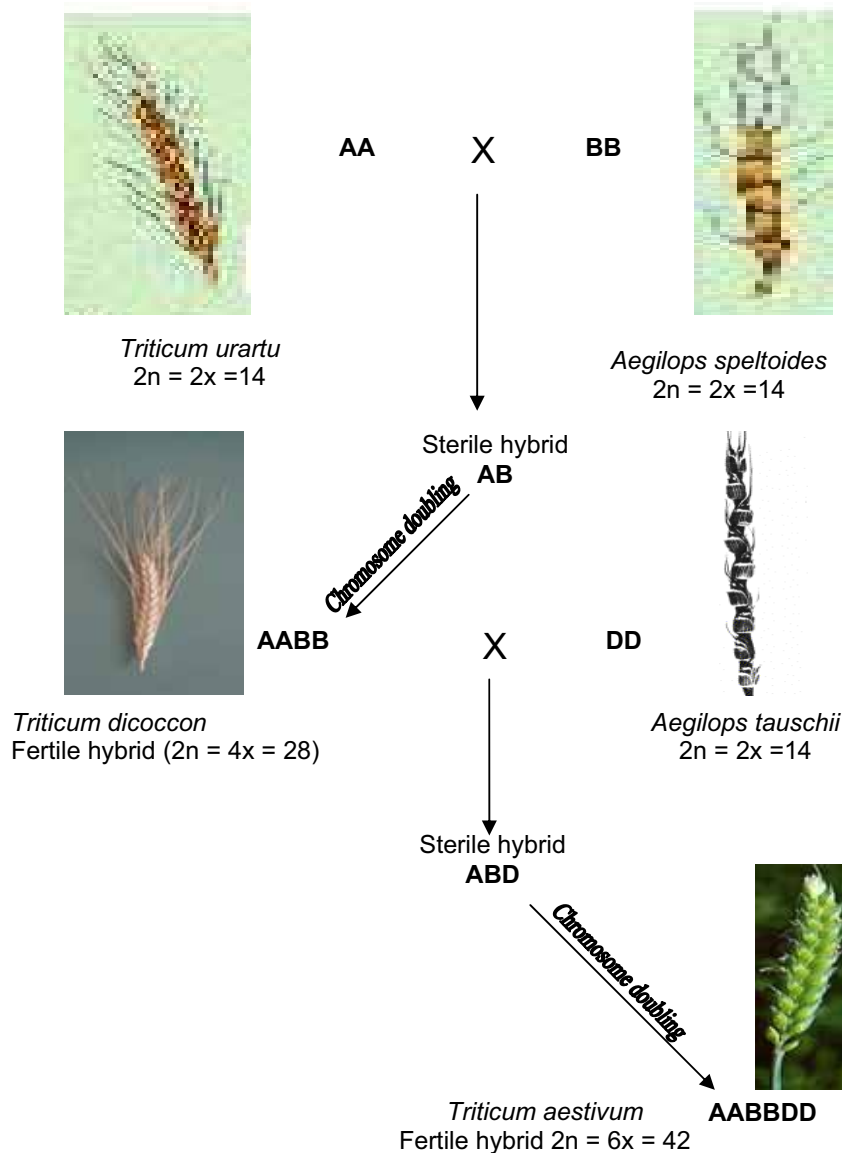 AA X BB
Triticum urartu
2n = 2x =14
Aegilops speltoides
2n = 2x =14
Sterile hybrid
AB
Chromosome doubling
AABB X DD
Triticum dicoccon
Fertile hybrid (2n = 4x = 28)
Aegilops tauschii
2n = 2x =14
Sterile hybrid
ABD
Chromosome doubling
Triticum aestivum AABBDD
Fertile hybrid 2n = 6x = 42